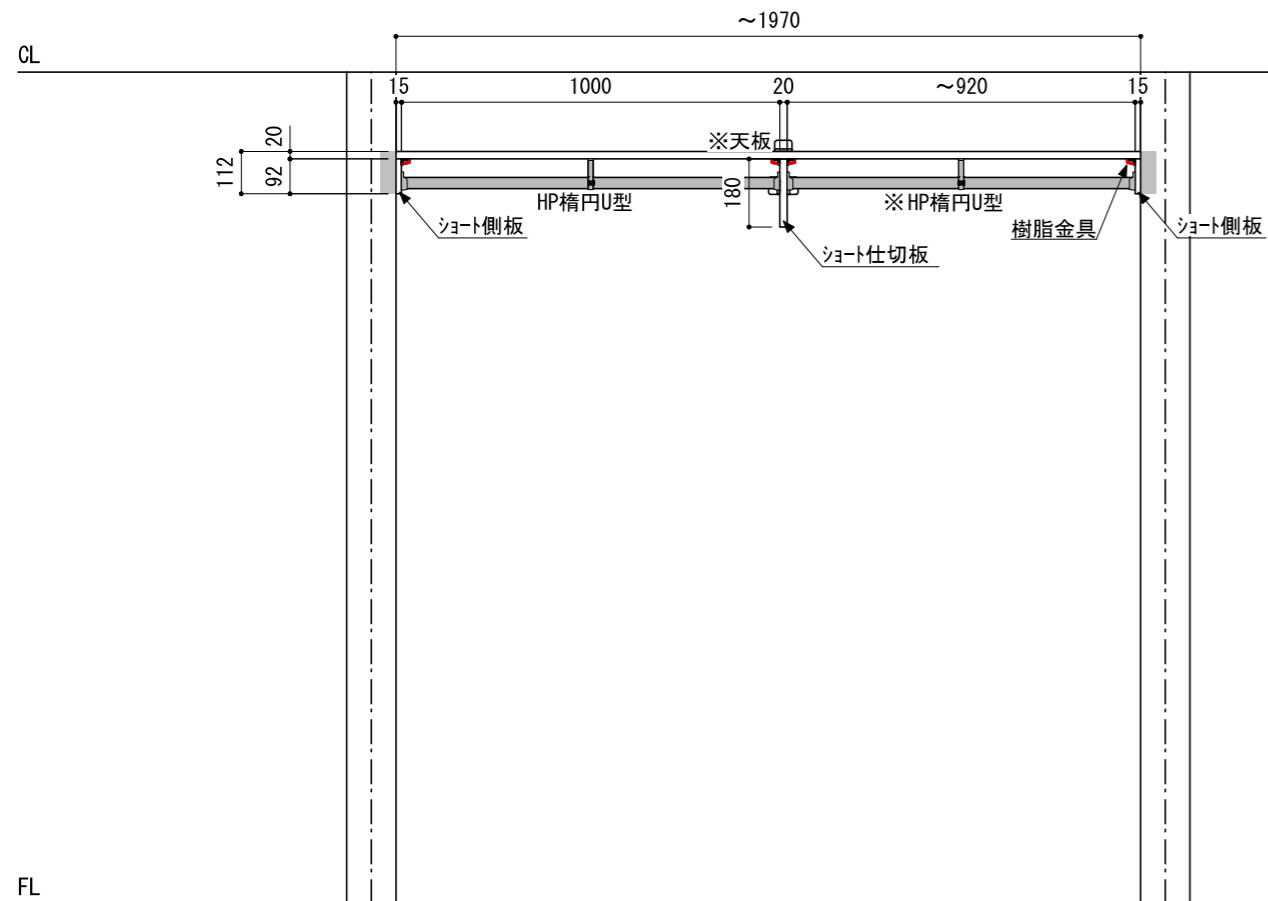 ～1970
CL
15
1000
20
～920
15
20
112
92
※天板
180
HP楕円U型
※HP楕円U型
ｼｮｰﾄ側板
樹脂金具
ｼｮｰﾄ側板
ｼｮｰﾄ仕切板
FL